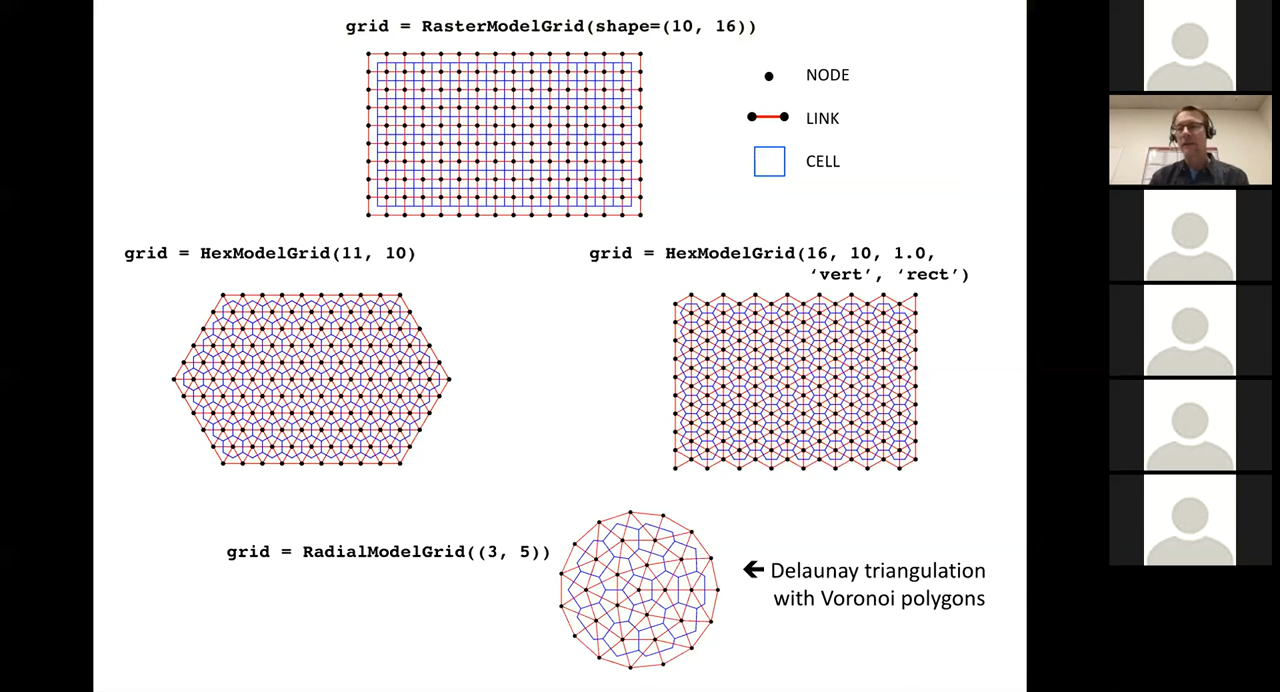 grid = RasterModelGrid(shape=(10, 16))
NODE
LINK
CELL
grid = HexModelGrid(11, 10)
grid = HexModelGrid(16, 10, 1.0,
‘vert’, ‘rect’)
grid = RadialModelGrid((3, 5))
🡸 Delaunay triangulation
with Voronoi polygons